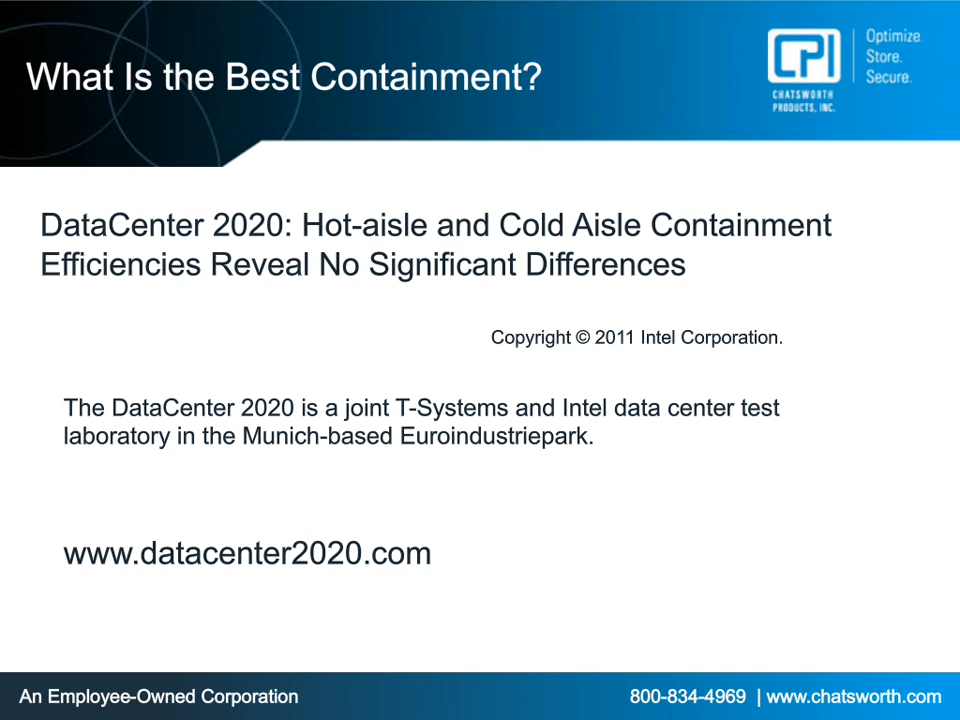 What Is the Best Containment?
CPI
CHATSWORTH
PRODUCTS, INC.
Optimize.
Store.
Secure.
DataCenter 2020: Hot-aisle and Cold Aisle Containment
Efficiencies Reveal No Significant Differences
Copyright © 2011 Intel Corporation.
The DataCenter 2020 is a joint T-Systems and Intel data center test
laboratory in the Munich-based Euroindustriepark.
www.datacenter2020.com
An Employee-Owned Corporation
800-834-4969 | www.chatsworth.com